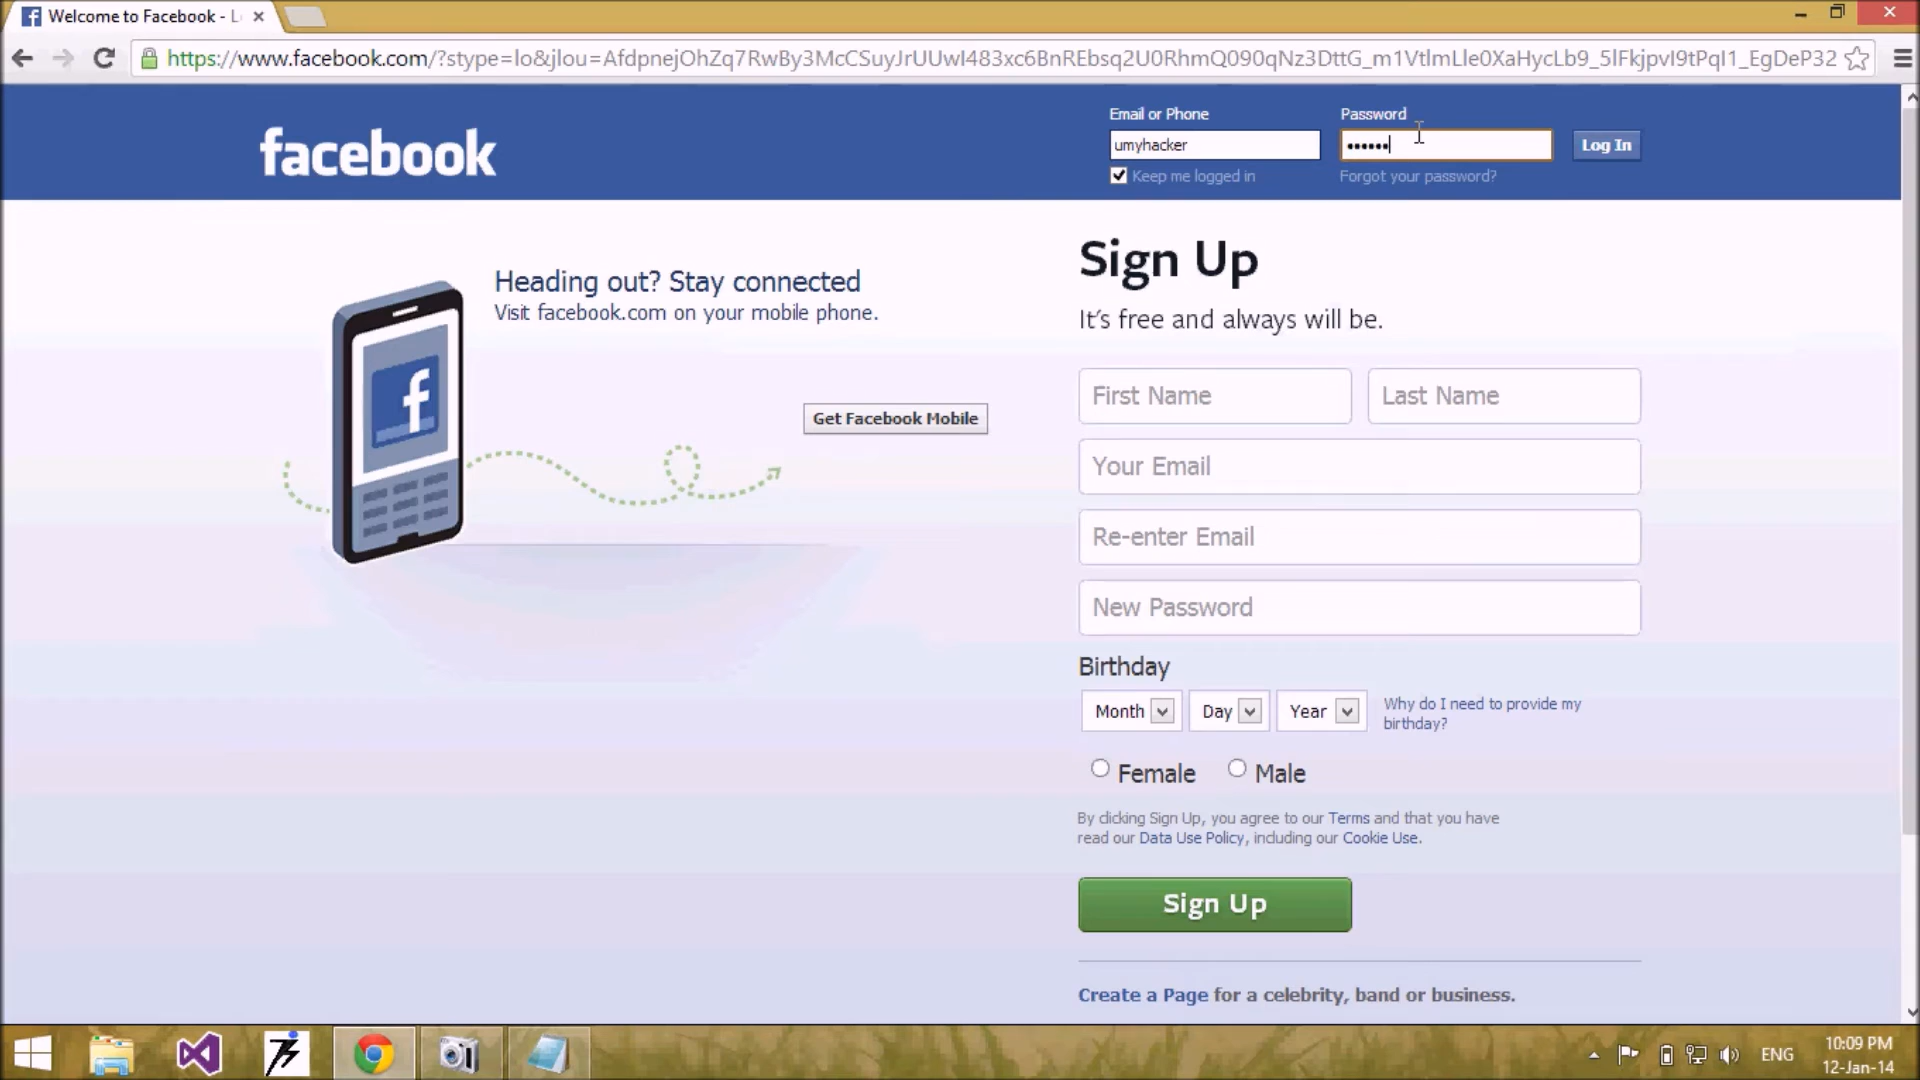 Welcome to Facebook - L
https://www.facebook.com/?stype=lo&jlou=AfdpnejOhZq7RwBy3McCSuyJrUUwI483xc6BnREbsq2U0RhmQ090qNz3DttG_m1VtlmLle0XaHycLb9_5lFkjpvI9tPqI1_EgDeP32
Email or Phone
Password
facebook
umyhacker
••••••
Log In
Keep me logged in
Forgot your password?
Sign Up
It's free and always will be.
Heading out? Stay connected
Visit facebook.com on your mobile phone.
Get Facebook Mobile
First Name
Last Name
Your Email
Re-enter Email
New Password
Birthday
Month
Day
Year
Why do I need to provide my
birthday?
Female
Male
By clicking Sign Up, you agree to our Terms and that you have
read our Data Use Policy, including our Cookie Use.
Sign Up
Create a Page for a celebrity, band or business.
ENG
10:09 PM
12-Jan-14